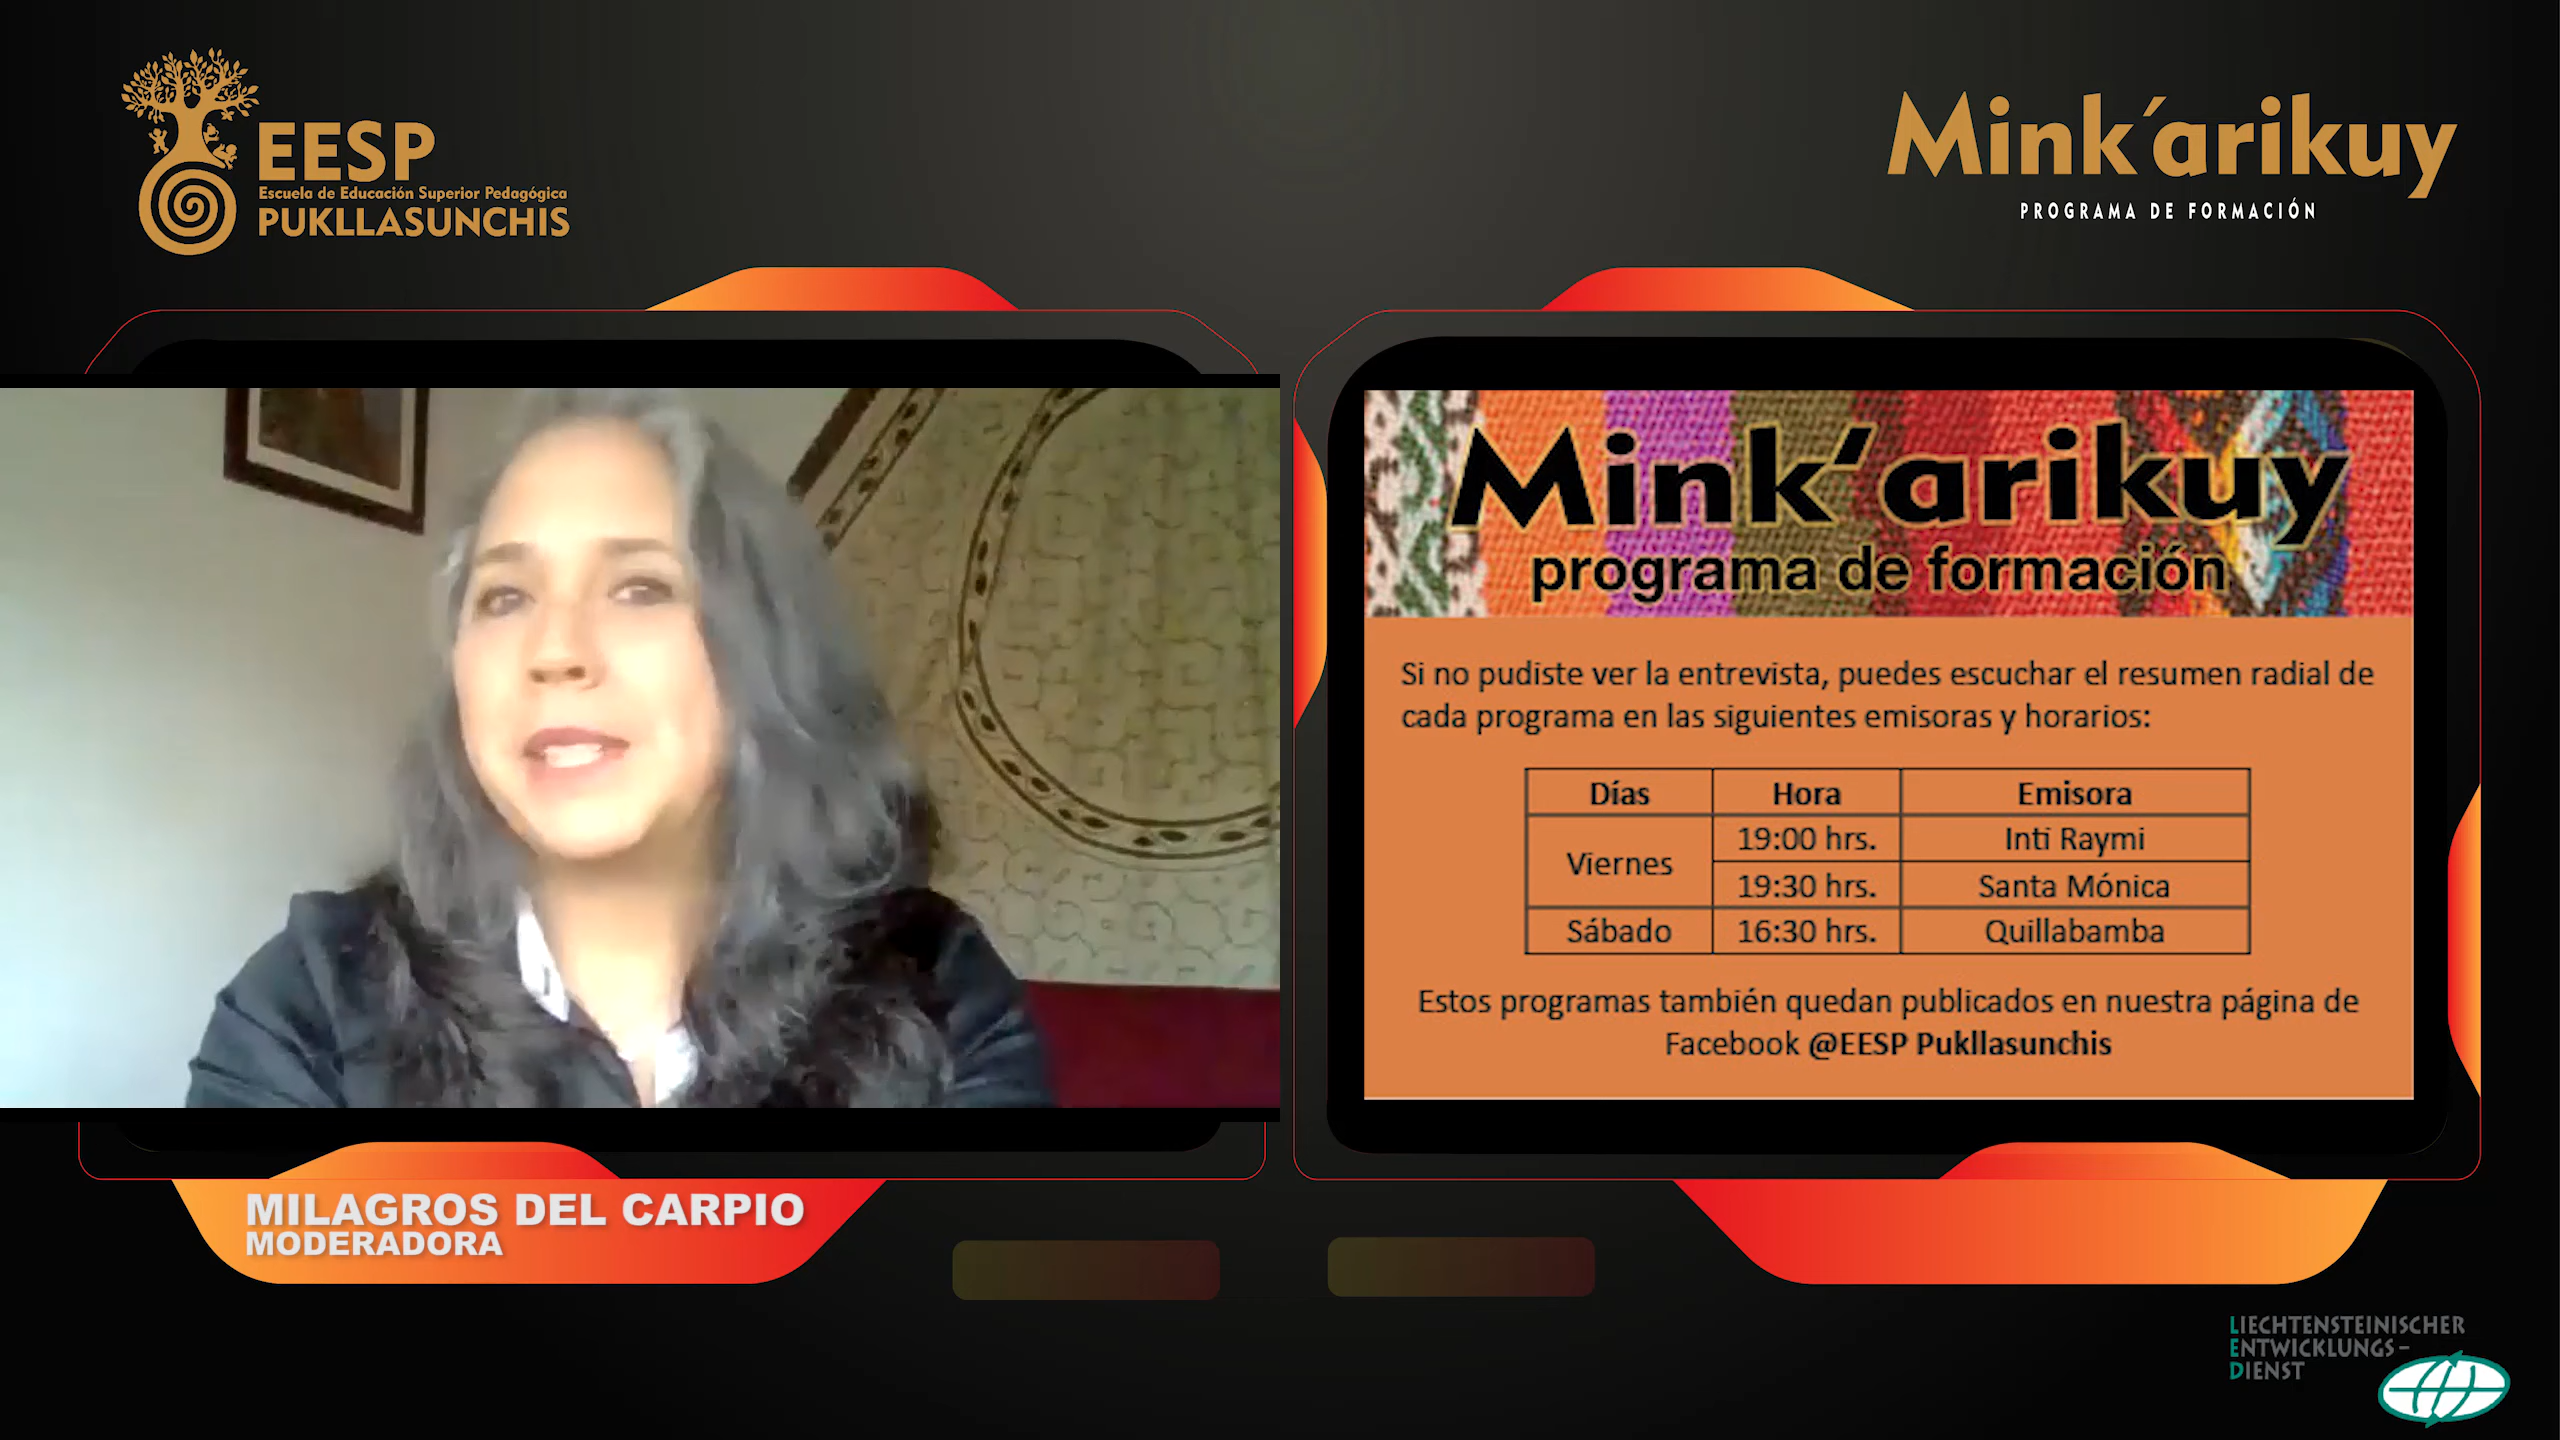 EESP
Escuela de Educación Superior Pedagógica
PUKLLASUNCHIS
Mink'arikuy
PROGRAMA DE FORMACIÓN
Mink'arikuy
programa de formación
Si no pudiste ver la entrevista, puedes escuchar el resumen radial de
cada programa en las siguientes emisoras y horarios:
Días Hora Emisora
Viernes 19:00 hrs. Inti Raymi
19:30 hrs. Santa Mónica
Sábado 16:30 hrs. Quillabamba
Estos programas también quedan publicados en nuestra página de
Facebook @EESP Pukllasunchis
MILAGROS DEL CARPIO
MODERADORA
LIECHTENSTEINISCHER
ENTWICKLUNGS-
DIENST